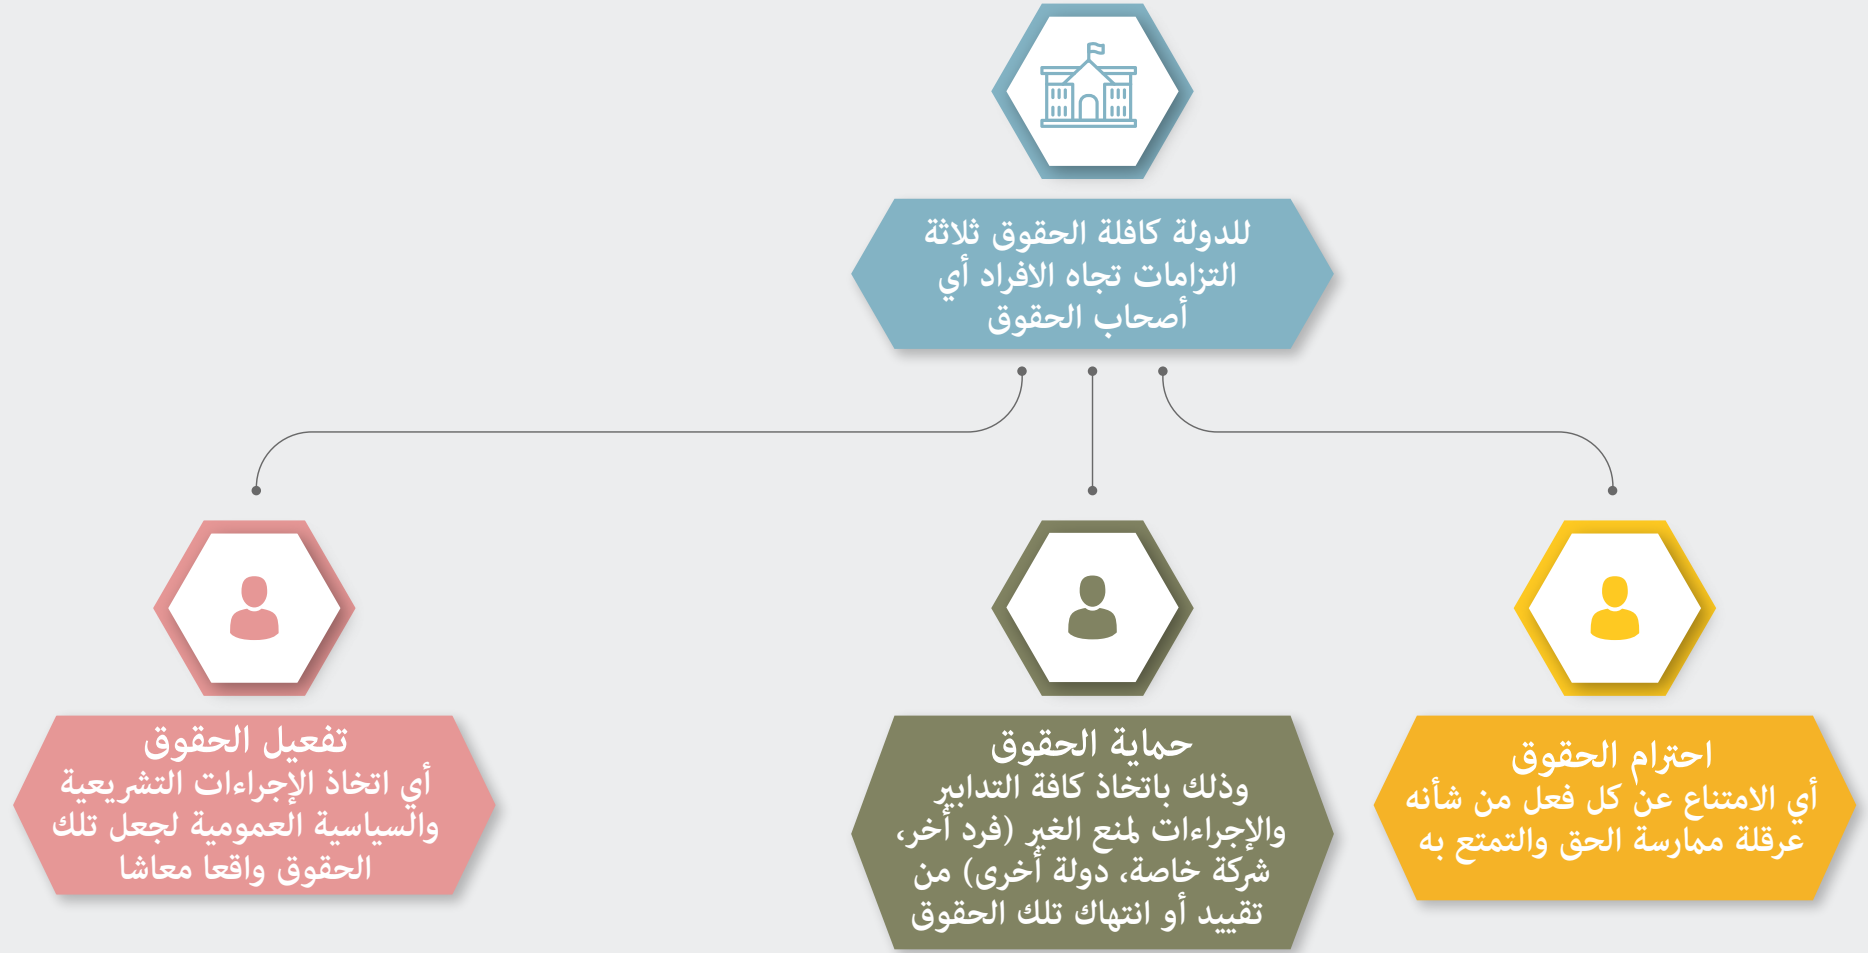 للدولة كافلة الحقوق ثلاثة
التزامات تجاه الافراد أي
أصحاب الحقوق
احترام الحقوق
أي الامتناع عن كل فعل من شأنه
عرقلة ممارسة الحق والتمتع به
حماية الحقوق
وذلك باتخاذ كافة التدابير
والإجراءات لمنع الغير (فرد أخر،
شركة خاصة، دولة أخرى) من
تقييد أو انتهاك تلك الحقوق
تفعيل الحقوق
أي اتخاذ الإجراءات التشريعية
والسياسية العمومية لجعل تلك
الحقوق واقعا معاشا